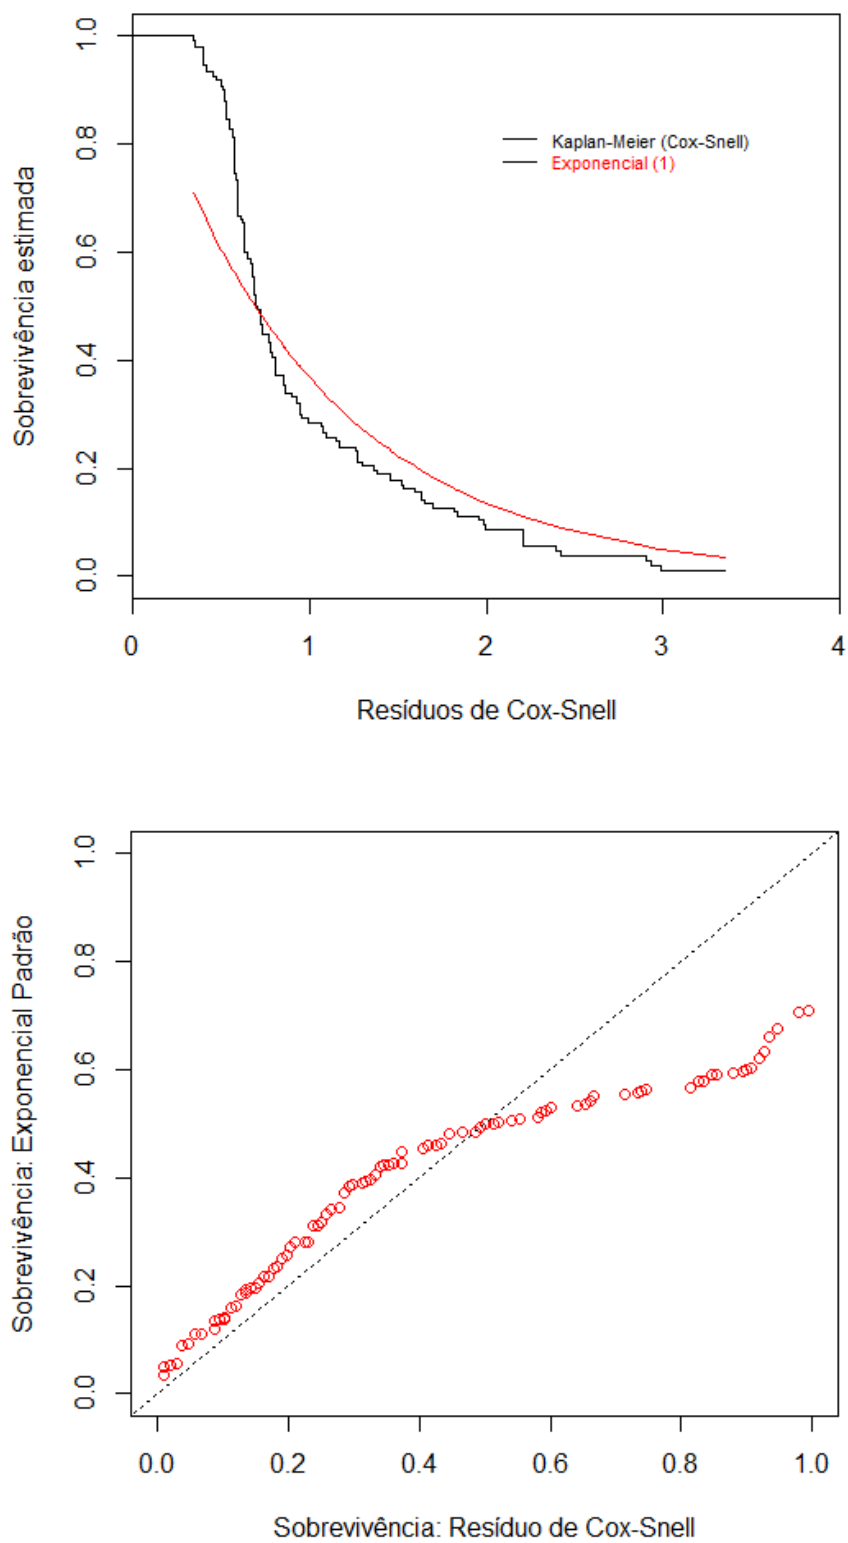 Sobrevivência estimada
1.0
0.8
0.6
0.4
0.2
0.0
Kaplan-Meier (Cox-Snell)
Exponencial (1)
0 1 2 3 4
Resíduos de Cox-Snell
Sobrevivência: Exponencial Padrão
1.0
0.8
0.6
0.4
0.2
0.0
0.0 0.2 0.4 0.6 0.8 1.0
Sobrevivência: Resíduo de Cox-Snell